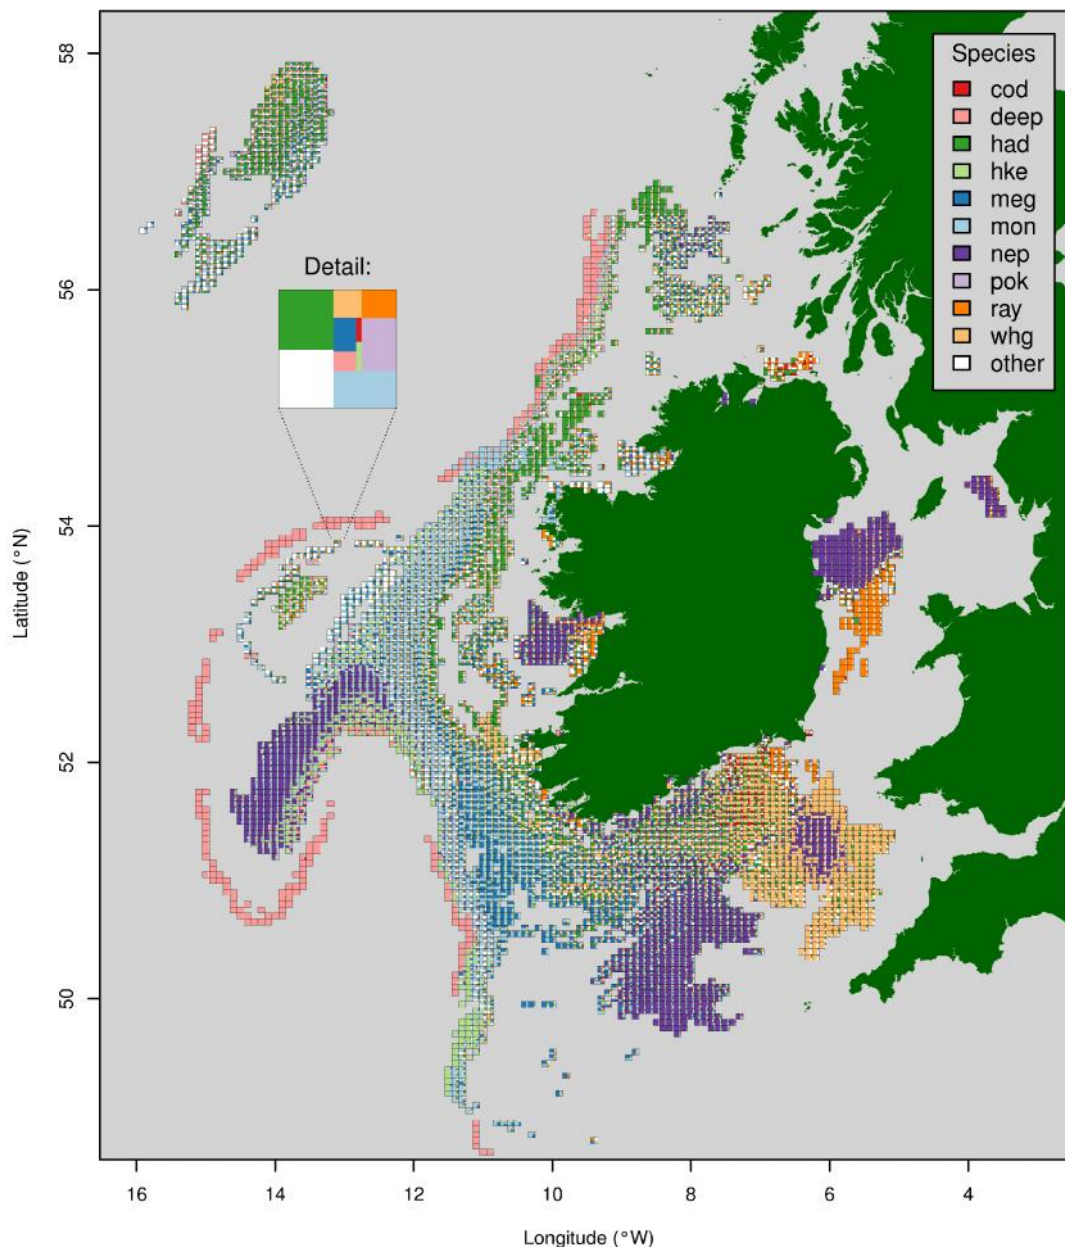 Species
cod
deep
had
hke
meg
mon
nep
pok
ray
whg
other
Detail:
58
56
54
52
50
Latitude (°N)
16 14 12 10 8 6 4
Longitude (°W)